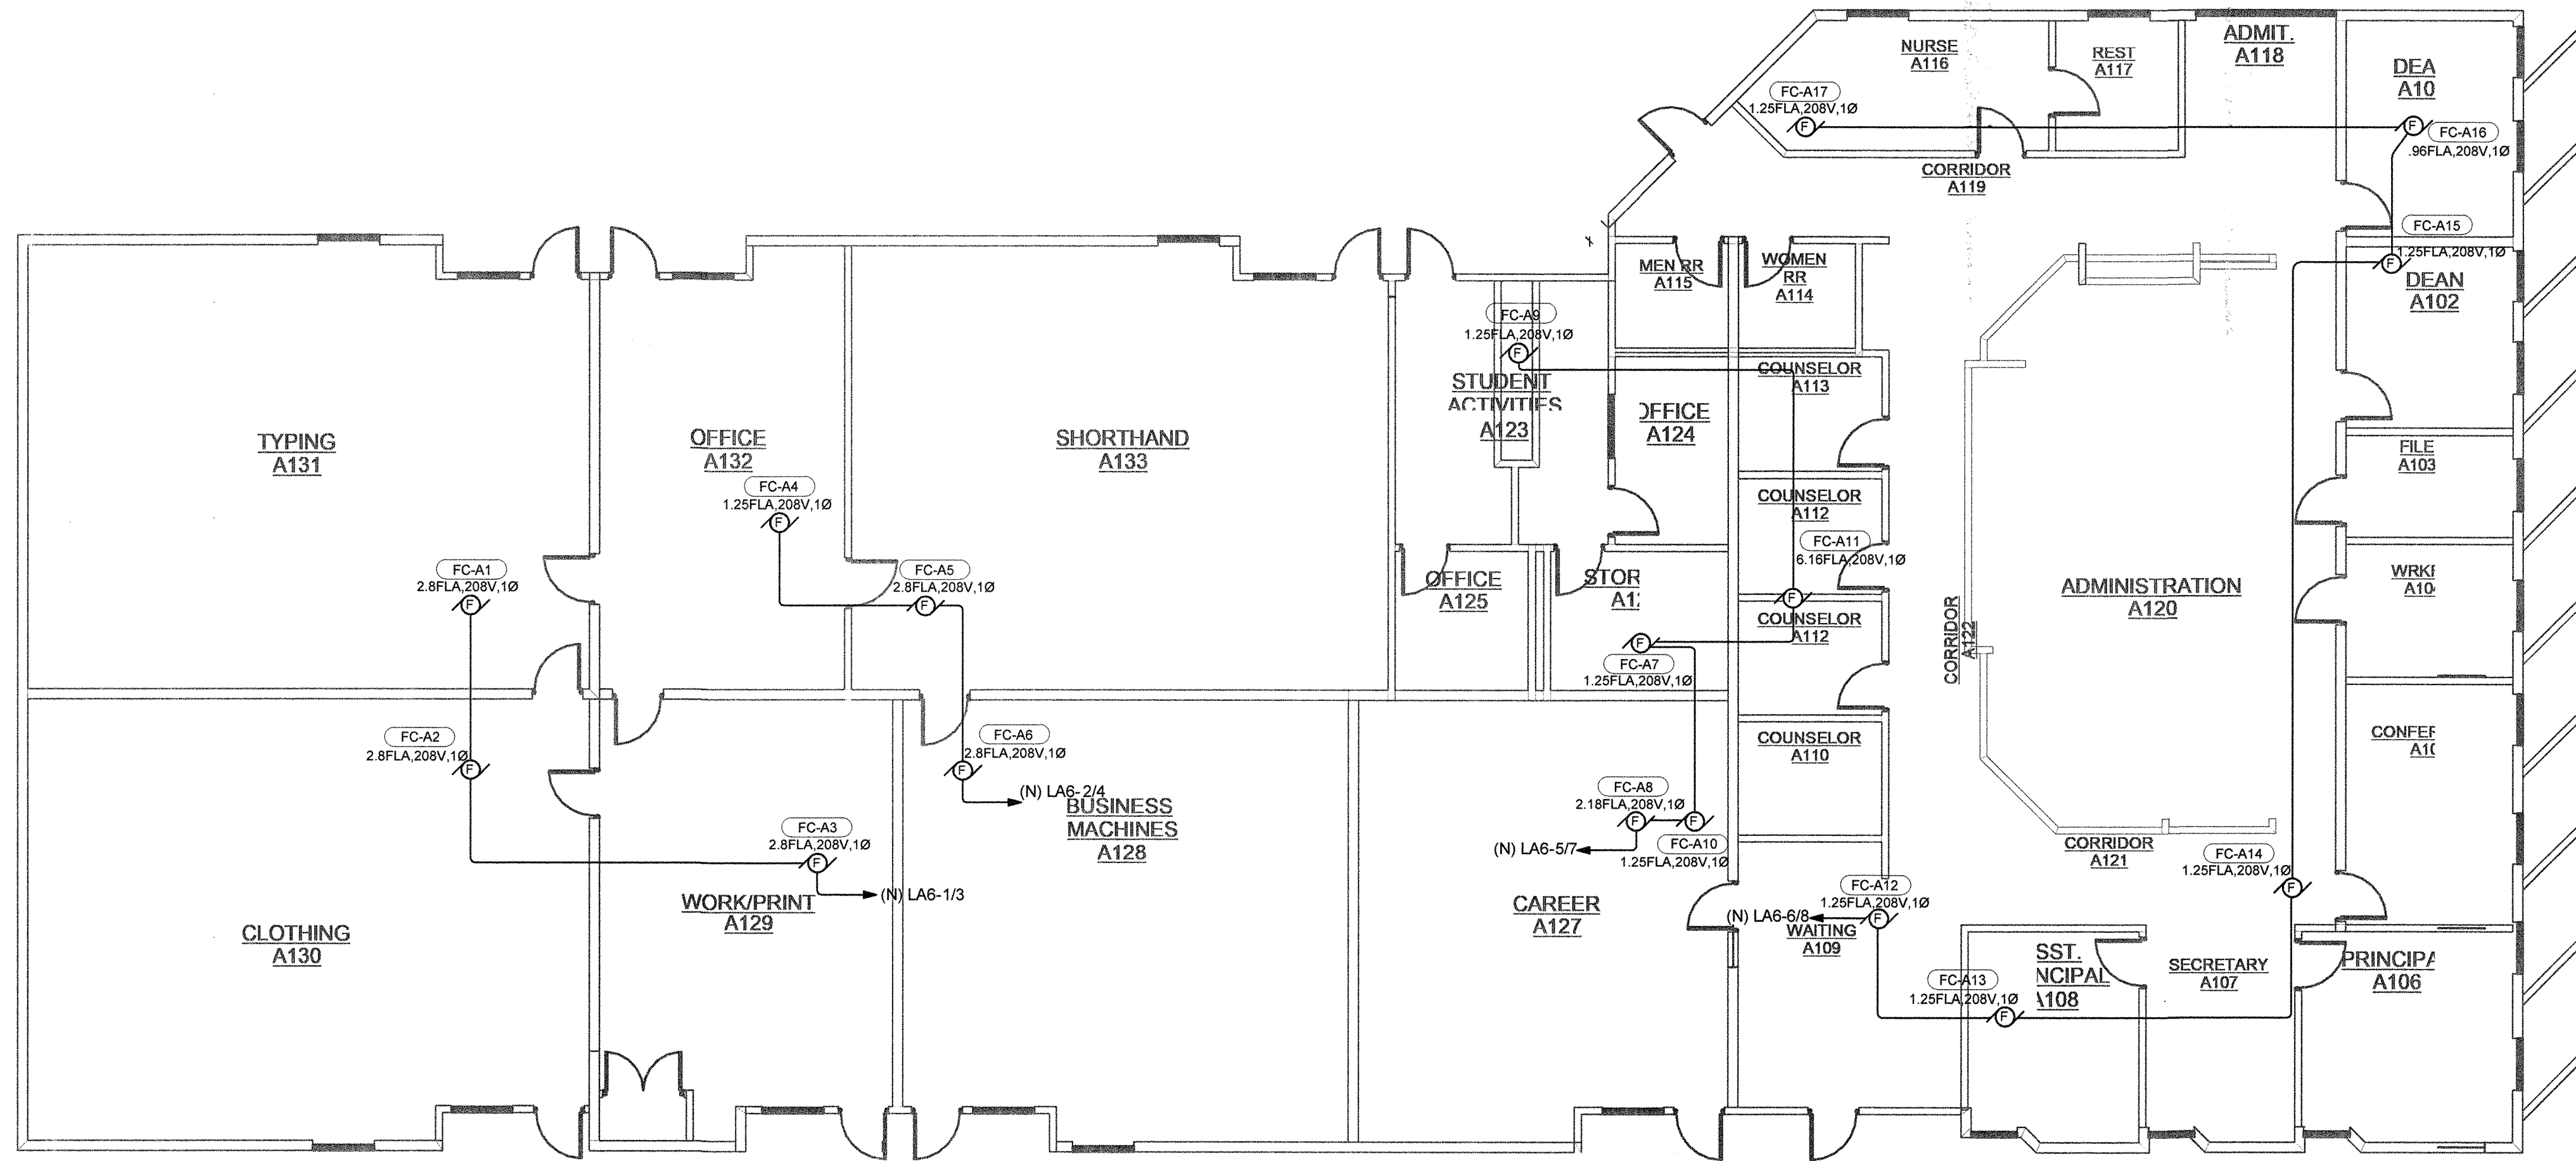 NURSE
A116
REST
A117
ADMIT.
A118
DEA
A10
FC-A17
1.25FLA,208V,1Ø
F
F
FC-A16
.96FLA,208V,1Ø
CORRIDOR
A119
FC-A15
1.25FLA,208V,1Ø
F
DEAN
A102
MEN RR
A115
WOMEN
RR
A114
FC-A9
1.25FLA,208V,1Ø
F
STUDENT
ACTIVITIES
A123
OFFICE
A124
COUNSELOR
A113
TYPING
A131
OFFICE
A132
SHORTHAND
A133
FILE
A103
FC-A4
1.25FLA,208V,1Ø
F
COUNSELOR
A112
FC-A11
6.16FLA,208V,1Ø
F
FC-A1
2.8FLA,208V,1Ø
F
FC-A5
2.8FLA,208V,1Ø
F
OFFICE
A125
STOR
A12
COUNSELOR
A112
ADMINISTRATION
A120
WRKR
A10
CORRIDOR
A122
F
FC-A7
1.25FLA,208V,1Ø
FC-A2
2.8FLA,208V,1Ø
F
FC-A6
2.8FLA,208V,1Ø
F
(N) LA6- 2/4
BUSINESS
MACHINES
A128
COUNSELOR
A110
CONFER
A10
FC-A8
2.18FLA,208V,1Ø
F
F
FC-A10
1.25FLA,208V,1Ø
(N) LA6-5/7
FC-A3
2.8FLA,208V,1Ø
F
(N) LA6-1/3
CORRIDOR
A121
FC-A14
1.25FLA,208V,1Ø
F
CLOTHING
A130
WORK/PRINT
A129
CAREER
A127
FC-A12
1.25FLA,208V,1Ø
F
(N) LA6-6/8
WAITING
A109
FC-A13
1.25FLA,208V,1Ø
F
SST.
NCIPAL
A108
SECRETARY
A107
PRINCIPA
A106